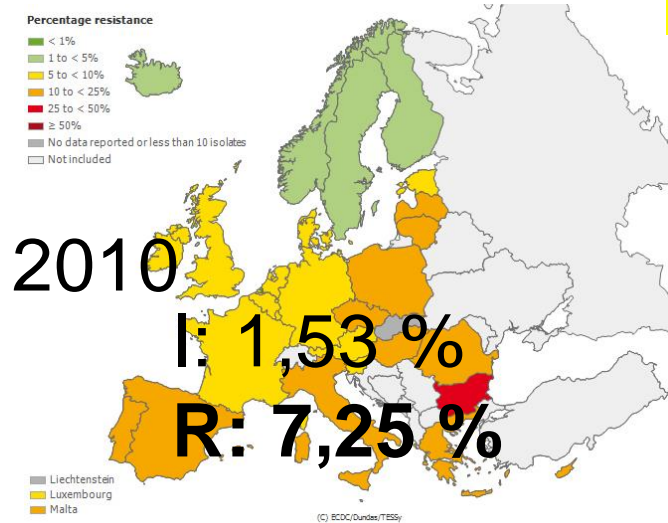 Percentage resistance
< 1%
1 to < 5%
5 to < 10%
10 to < 25%
25 to < 50%
≥ 50%
No data reported or less than 10 isolates
Not included
2010
I: 1,53 %
R: 7,25 %
Liechtenstein
Luxembourg
Malta
(C) ECDC/Dundas/TESSy